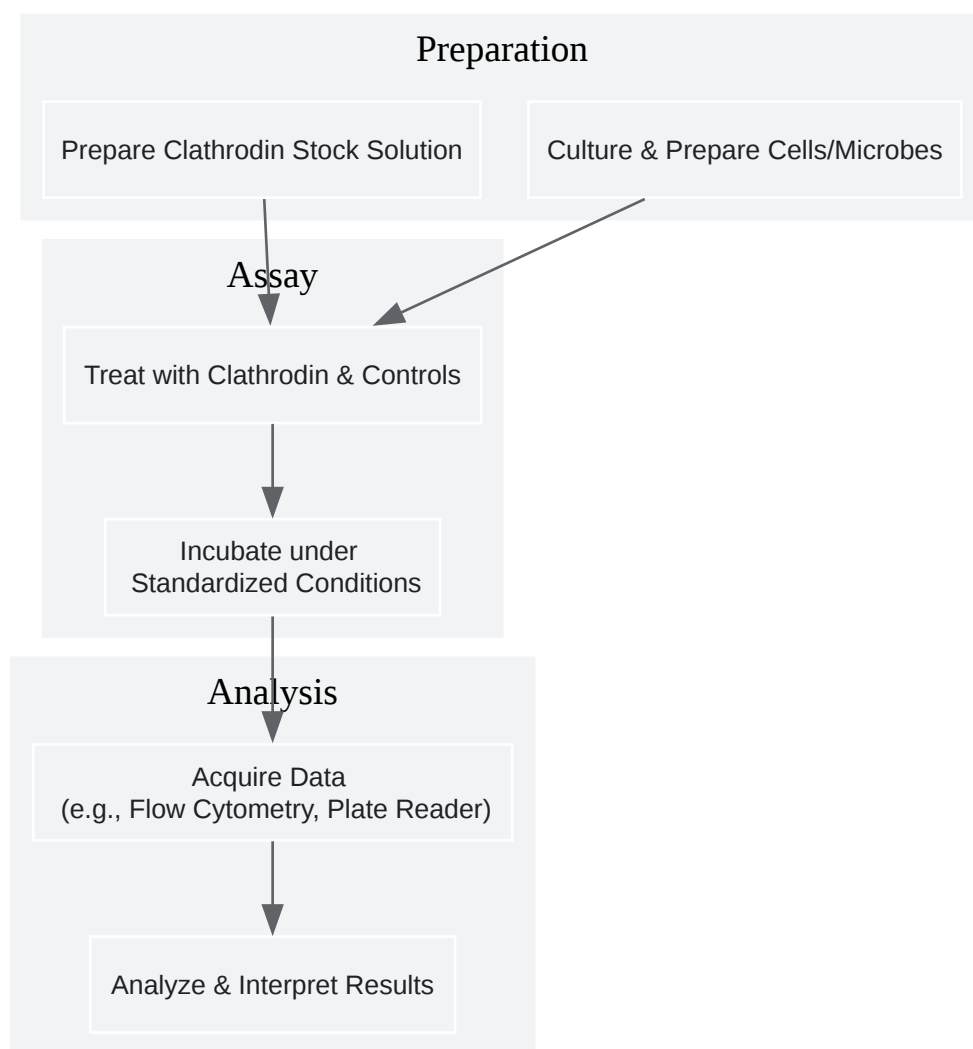 Preparation
Prepare Clathrodin Stock Solution
Culture & Prepare Cells/Microbes
Assay
Treat with Clathrodin & Controls
Incubate under
Standardized Conditions
Analysis
Acquire Data
(e.g., Flow Cytometry, Plate Reader)
Analyze & Interpret Results